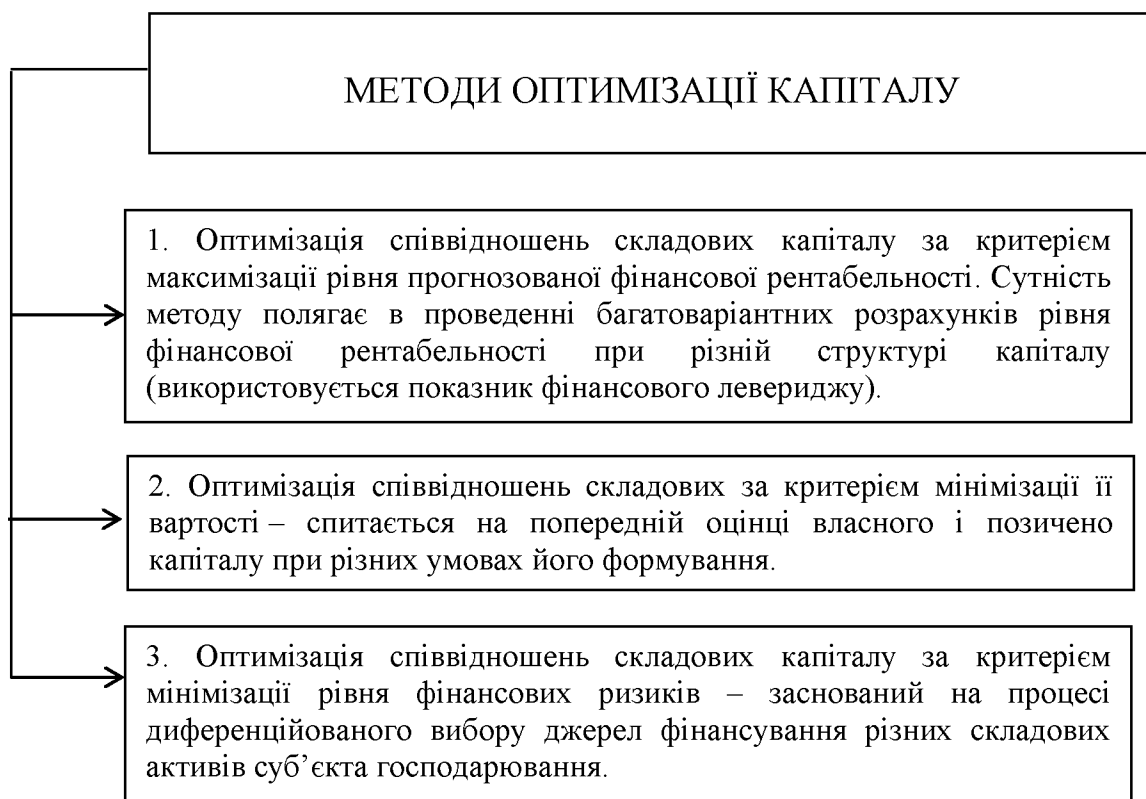 МЕТОДИ ОПТИМІЗАЦІЇ КАПІТАЛУ
1. Оптимізація співвідношень складових капіталу за критерієм
максимізації рівня прогнозованої фінансової рентабельності. Сутність
методу полягає в проведенні багатоваріантних розрахунків рівня
фінансової рентабельності при різній структурі капіталу
(використовується показник фінансового левериджу).
2. Оптимізація співвідношень складових за критерієм мінімізації її
вартості – спитається на попередній оцінці власного і позичено
капіталу при різних умовах його формування.
3. Оптимізація співвідношень складових капіталу за критерієм
мінімізації рівня фінансових ризиків – заснований на процесі
диференційованого вибору джерел фінансування різних складових
активів суб’єкта господарювання.